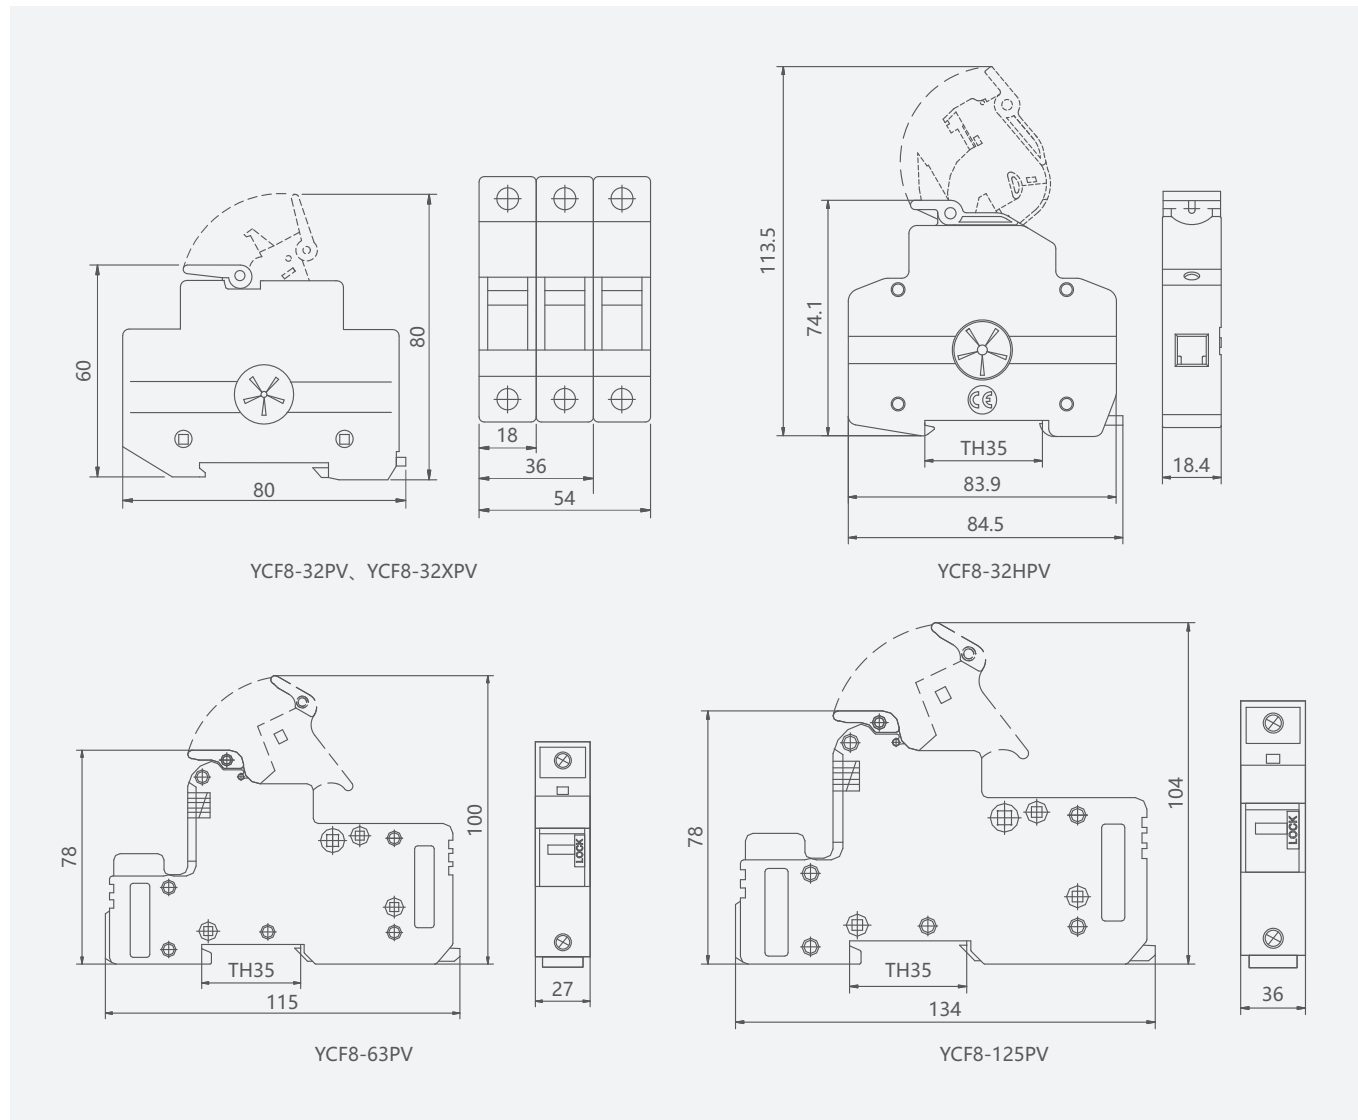 60
80
80
18
36
54
YCF8-32PV、YCF8-32XPV
113.5
74.1
CE
TH35
83.9
84.5
18.4
YCF8-32HPV
78
100
TH35
115
LOCK
27
YCF8-63PV
78
104
TH35
134
LOCK
36
YCF8-125PV